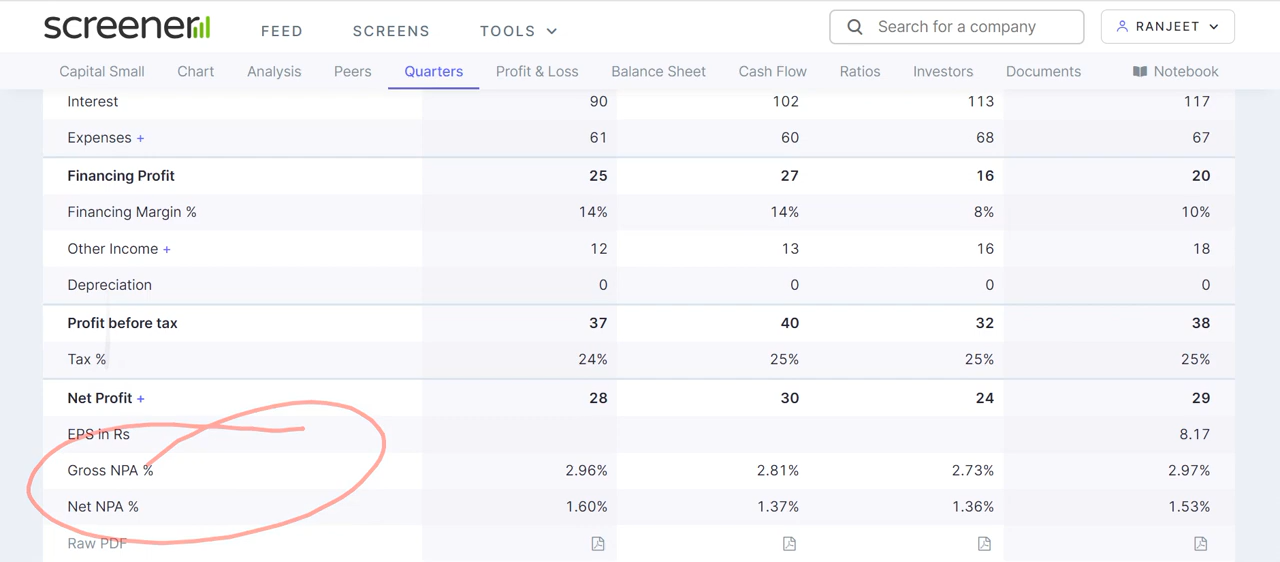 screener
FEED SCREENS TOOLS
Search for a company
RANJEET
Capital Small Chart Analysis Peers Quarters Profit & Loss Balance Sheet Cash Flow Ratios Investors Documents Notebook
Interest 90 102 113 117
Expenses + 61 60 68 67
Financing Profit 25 27 16 20
Financing Margin % 14% 14% 8% 10%
Other Income + 12 13 16 18
Depreciation 0 0 0 0
Profit before tax 37 40 32 38
Tax % 24% 25% 25% 25%
Net Profit + 28 30 24 29
EPS in Rs 8.17
Gross NPA % 2.96% 2.81% 2.73% 2.97%
Net NPA % 1.60% 1.37% 1.36% 1.53%
Raw PDF